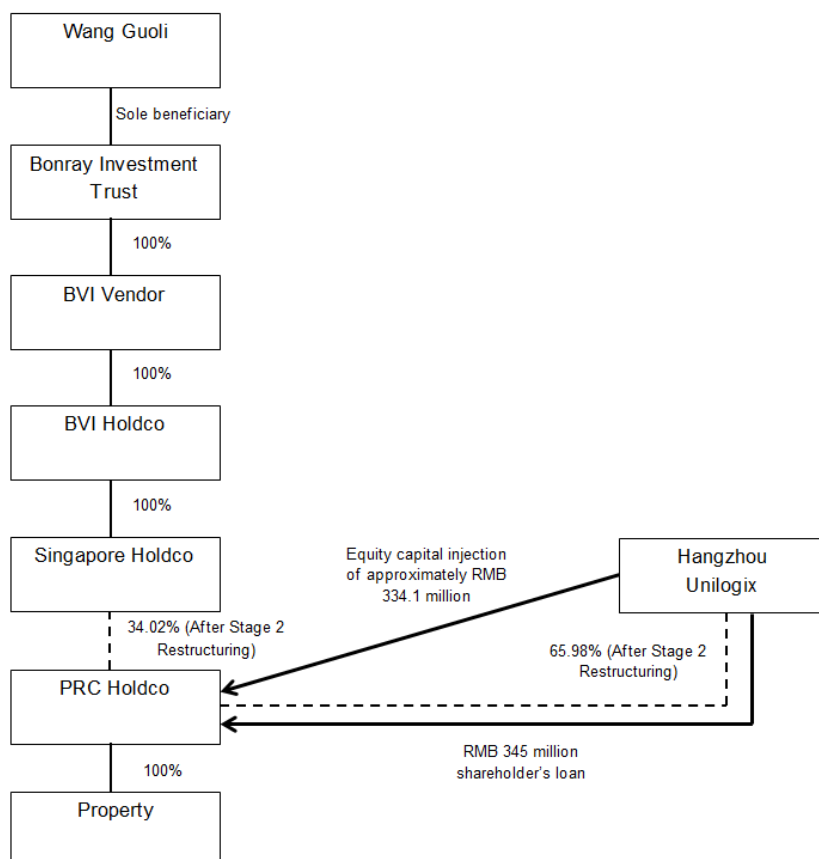 Wang Guoli
Sole beneficiary
Bonray Investment
Trust
100%
BVI Vendor
100%
BVI Holdco
100%
Singapore Holdco
Equity capital injection
of approximately RMB
334.1 million
Hangzhou
Unilogix
34.02% (After Stage 2
Restructuring)
65.98% (After Stage 2
Restructuring)
PRC Holdco
RMB 345 million
shareholder's loan
100%
Property